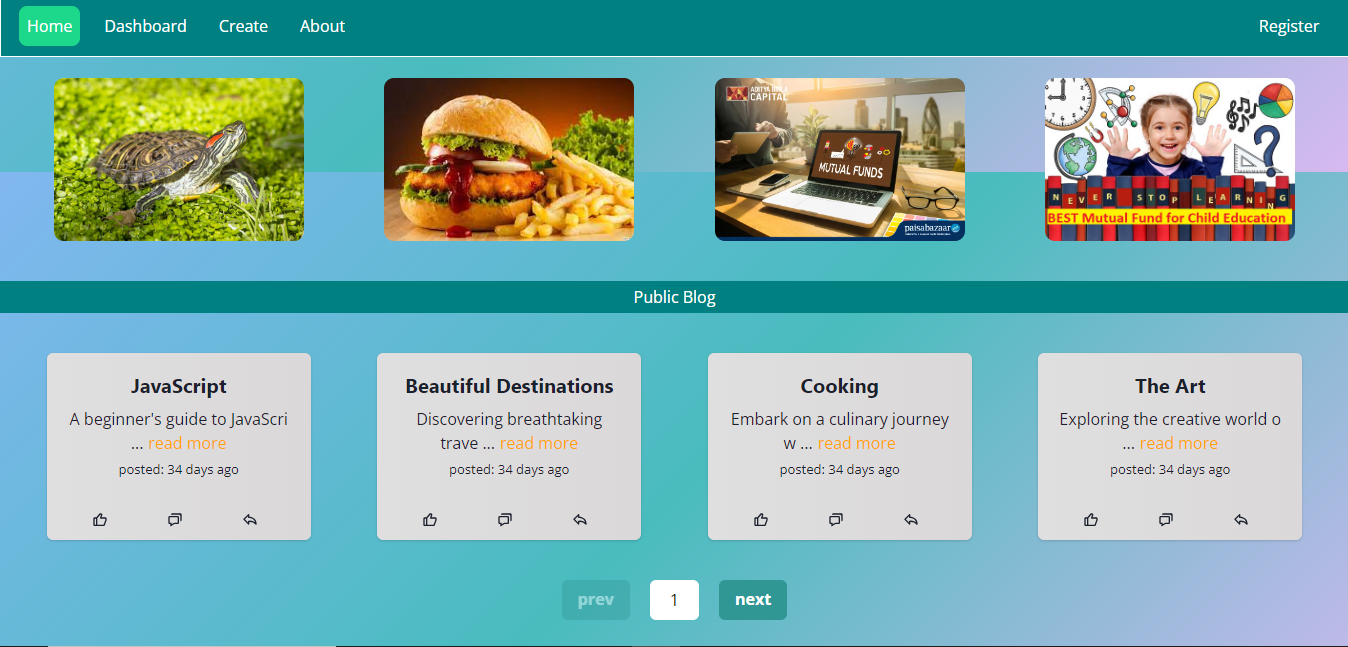 Home Dashboard Create About Register
ADITYA BIRLA
CAPITAL
MUTUAL FUNDS
paisabazaar
NEVER STOP LEARNING
BEST Mutual Fund for Child Education
Public Blog
JavaScript
A beginner's guide to JavaScri
... read more
posted: 34 days ago
Beautiful Destinations
Discovering breathtaking
trave ... read more
posted: 34 days ago
Cooking
Embark on a culinary journey
w ... read more
posted: 34 days ago
The Art
Exploring the creative world o
... read more
posted: 34 days ago
prev 1 next